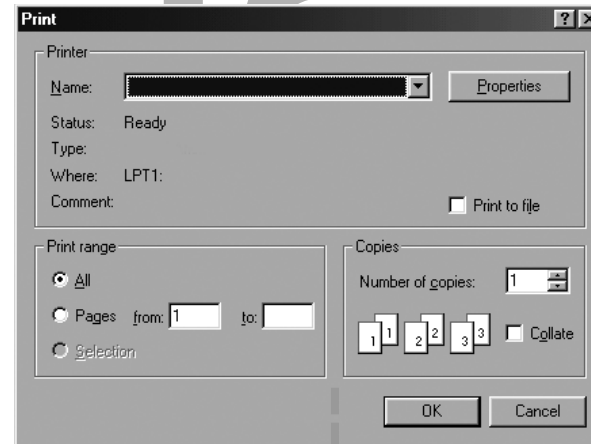 Print
Printer
Name:
Properties
Status: Ready
Type:
Where: LPT1:
Comment:
Print to file
Print range
All
Pages from: 1 to:
Selection
Copies
Number of copies: 1
1 1 2 2 3 3
Collate
OK Cancel